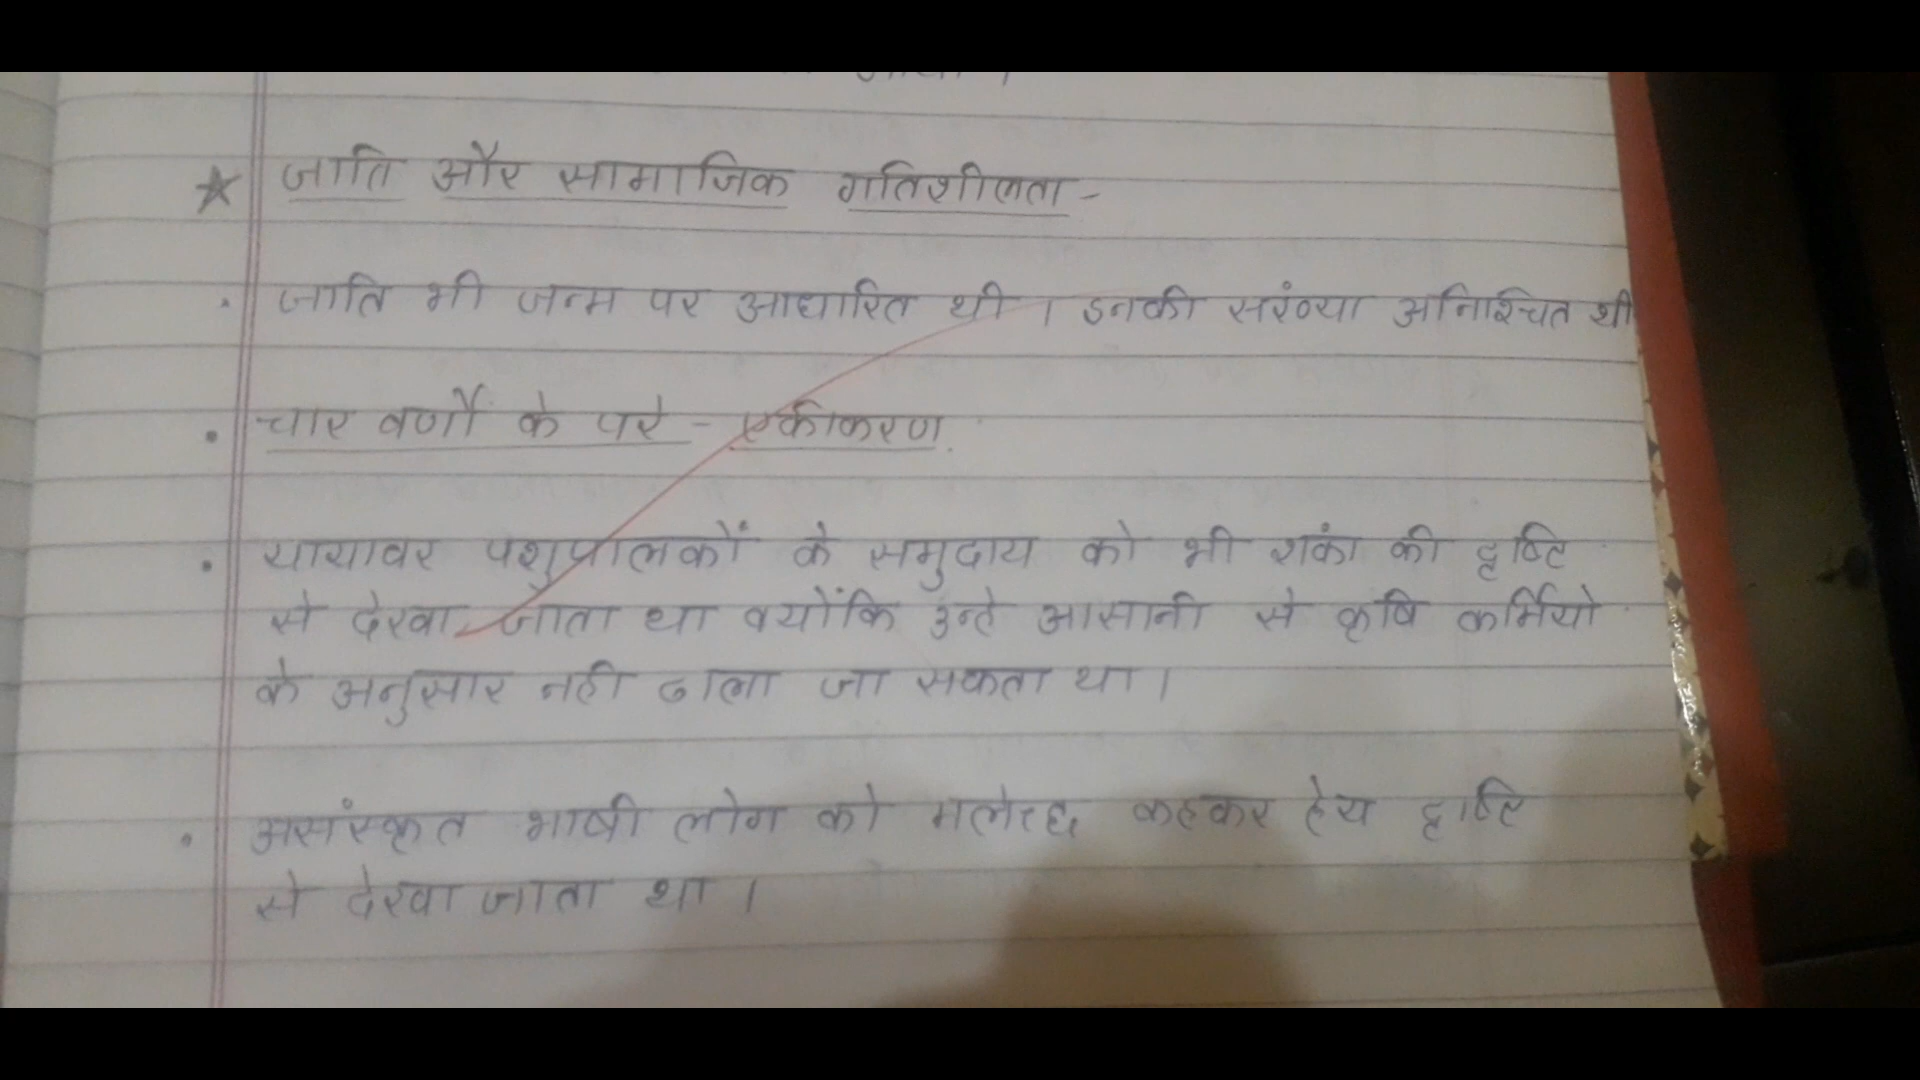 ★ जाति और सामाजिक गतिशीलता -
· जाति भी जन्म पर आधारित थी । इनकी संख्या अनिश्चित थी
· चार वर्णों के परे - एकीकरण
· यायावर पशुपालकों के समुदाय को भी शंका की दृष्टि
से देखा जाता था क्योंकि उन्हे आसानी से कृषि कर्मियो
के अनुसार नही ढाला जा सकता था ।
· असंस्कृत भाषी लोग को मलेच्छ कहकर हेय दृष्टि
से देखा जाता था ।